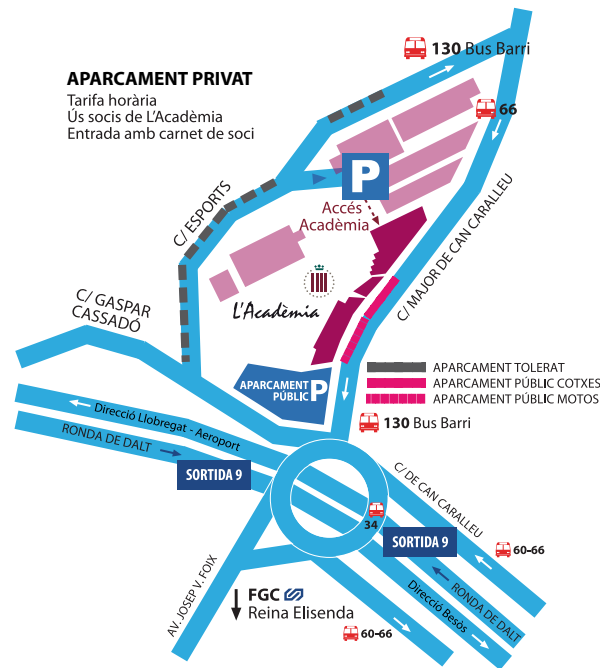 130 Bus Barri
APARCAMENT PRIVAT
Tarifa horària
Ús socis de L'Acadèmia
Entrada amb carnet de soci
66
P
Accés
Acadèmia
C/ ESPORTS
C/ MAJOR DE CAN CARALLEU
L'Acadèmia
C/ GASPAR
CASSADÓ
APARCAMENT
PÚBLIC P
APARCAMENT TOLERAT
APARCAMENT PÚBLIC COTXES
APARCAMENT PÚBLIC MOTOS
130 Bus Barri
Direcció Llobregat - Aeroport
RONDA DE DALT
SORTIDA 9
C/ DE CAN CARALLEU
34
SORTIDA 9
60-66
RONDA DE DALT
Direcció Besòs
AV. JOSEP V. FOIX
FGC
Reina Elisenda
60-66